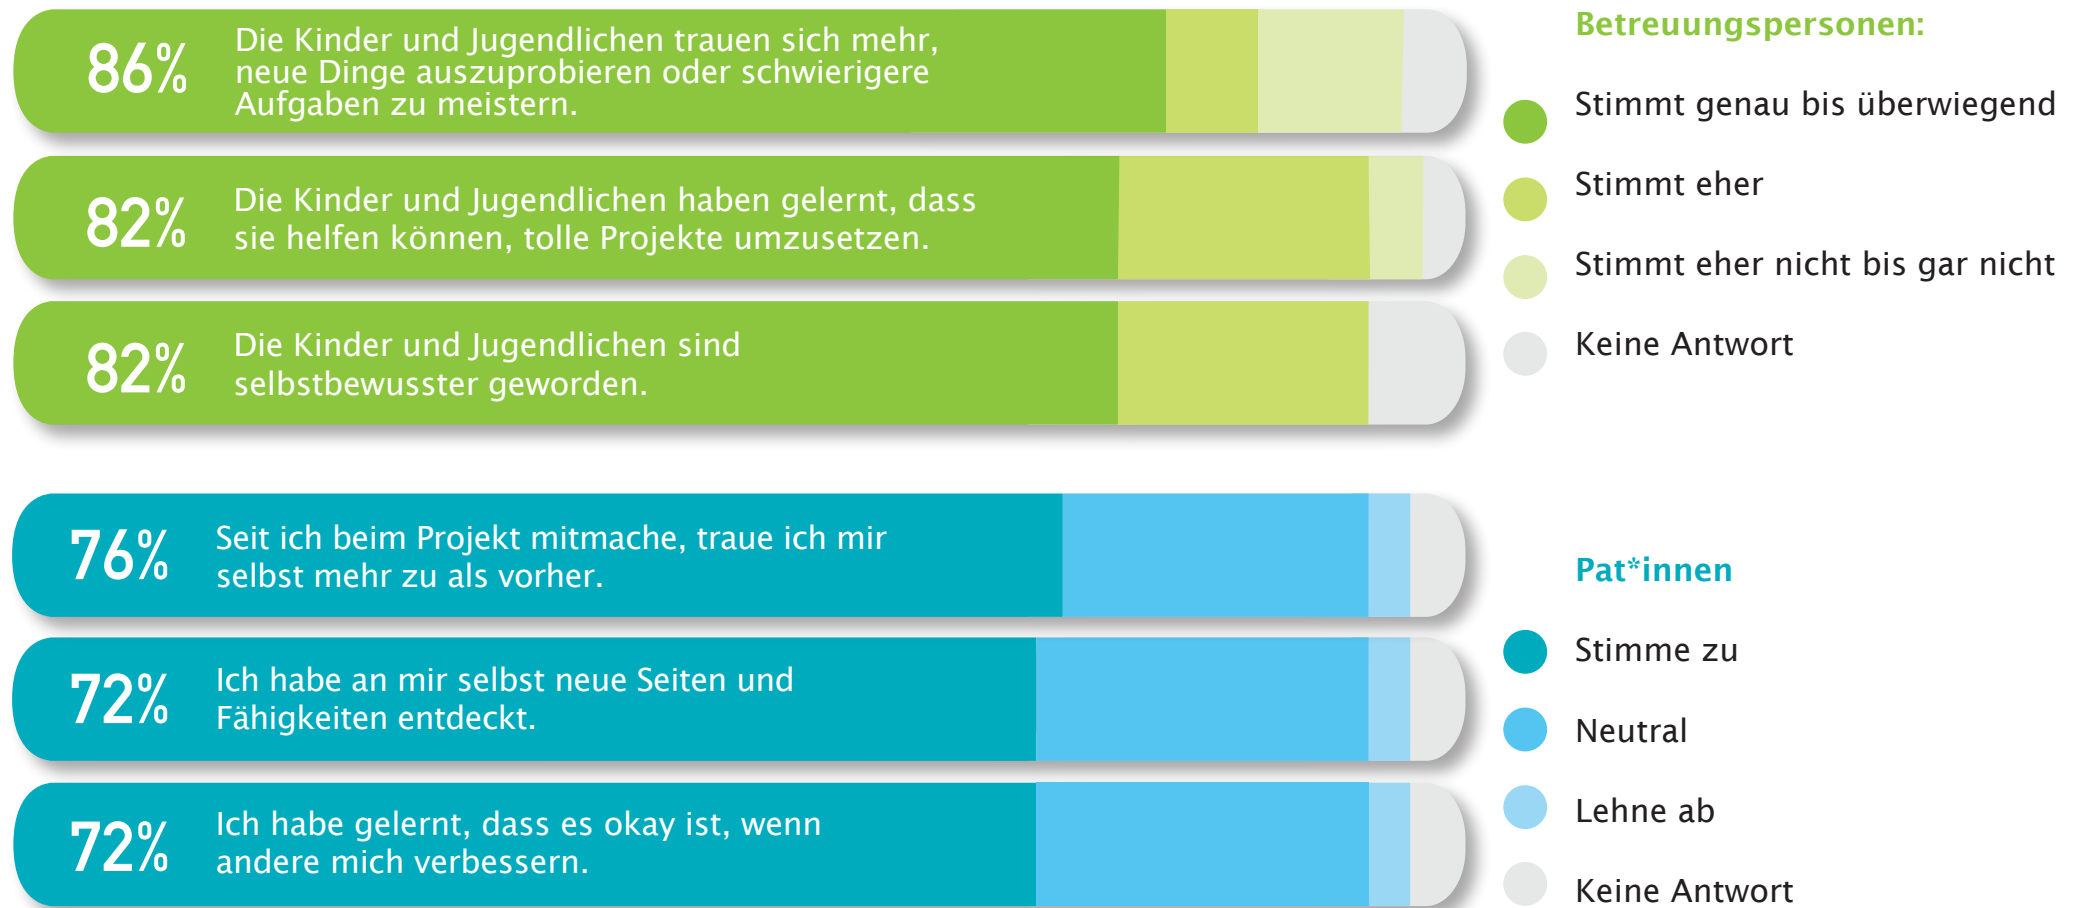 86%
Die Kinder und Jugendlichen trauen sich mehr,
neue Dinge auszuprobieren oder schwierigere
Aufgaben zu meistern.
82%
Die Kinder und Jugendlichen haben gelernt, dass
sie helfen können, tolle Projekte umzusetzen.
82%
Die Kinder und Jugendlichen sind
selbstbewusster geworden.
Betreuungspersonen:
Stimmt genau bis überwiegend
Stimmt eher
Stimmt eher nicht bis gar nicht
Keine Antwort
76%
Seit ich beim Projekt mitmache, traue ich mir
selbst mehr zu als vorher.
72%
Ich habe an mir selbst neue Seiten und
Fähigkeiten entdeckt.
72%
Ich habe gelernt, dass es okay ist, wenn
andere mich verbessern.
Pat*innen
Stimme zu
Neutral
Lehne ab
Keine Antwort